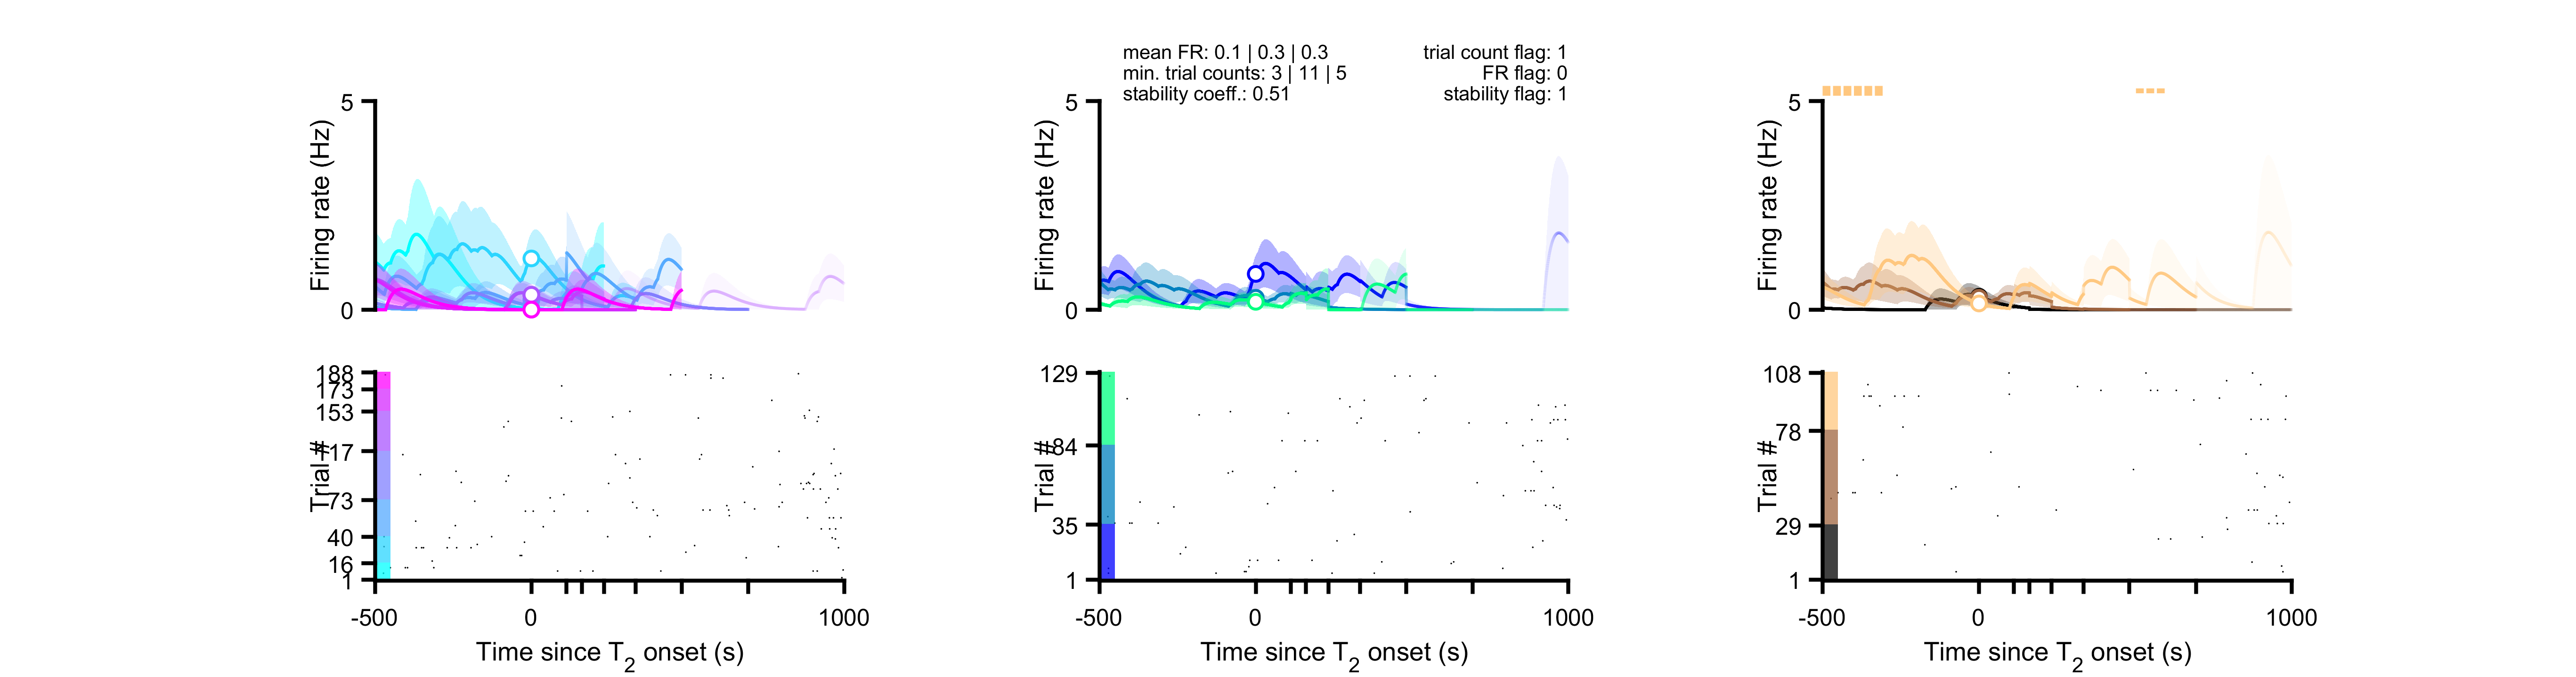 mean FR: 0.1 | 0.3 | 0.3
min. trial counts: 3 | 11 | 5
stability coeff.: 0.51
trial count flag: 1
FR flag: 0
stability flag: 1
5
0
Firing rate (Hz)
5
0
Firing rate (Hz)
5
0
Firing rate (Hz)
188
173
153
117
73
40
16
1
Trial #
-500
0
1000
Time since T2 onset (s)
129
84
35
1
Trial #
-500
0
1000
Time since T2 onset (s)
108
78
29
1
Trial #
-500
0
1000
Time since T2 onset (s)